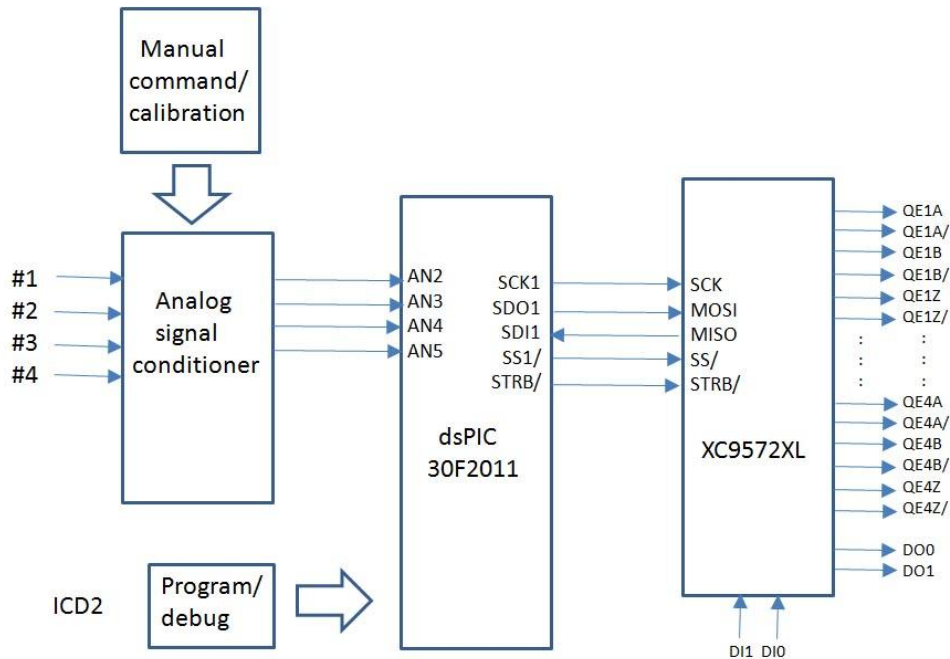 Manual
command/
calibration
#1
#2
#3
#4
Analog
signal
conditioner
AN2
AN3
AN4
AN5
SCK1
SDO1
SDI1
SS1/
STRB/
dsPIC
30F2011
SCK
MOSI
MISO
SS/
STRB/
XC9572XL
QE1A
QE1A/
QE1B
QE1B/
QE1Z
QE1Z/
: :
: :
: :
QE4A
QE4A/
QE4B
QE4B/
QE4Z
QE4Z/
DO0
DO1
DI1 DI0
ICD2
Program/
debug